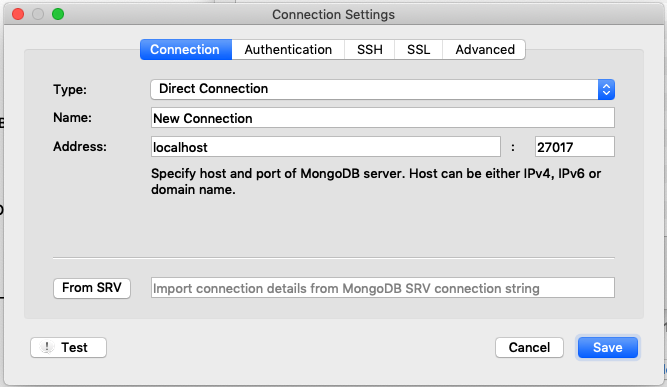 Connection Settings
Connection Authentication SSH SSL Advanced
Type: Direct Connection
Name: New Connection
Address: localhost : 27017
Specify host and port of MongoDB server. Host can be either IPv4, IPv6 or
domain name.
From SRV Import connection details from MongoDB SRV connection string
! Test Cancel Save